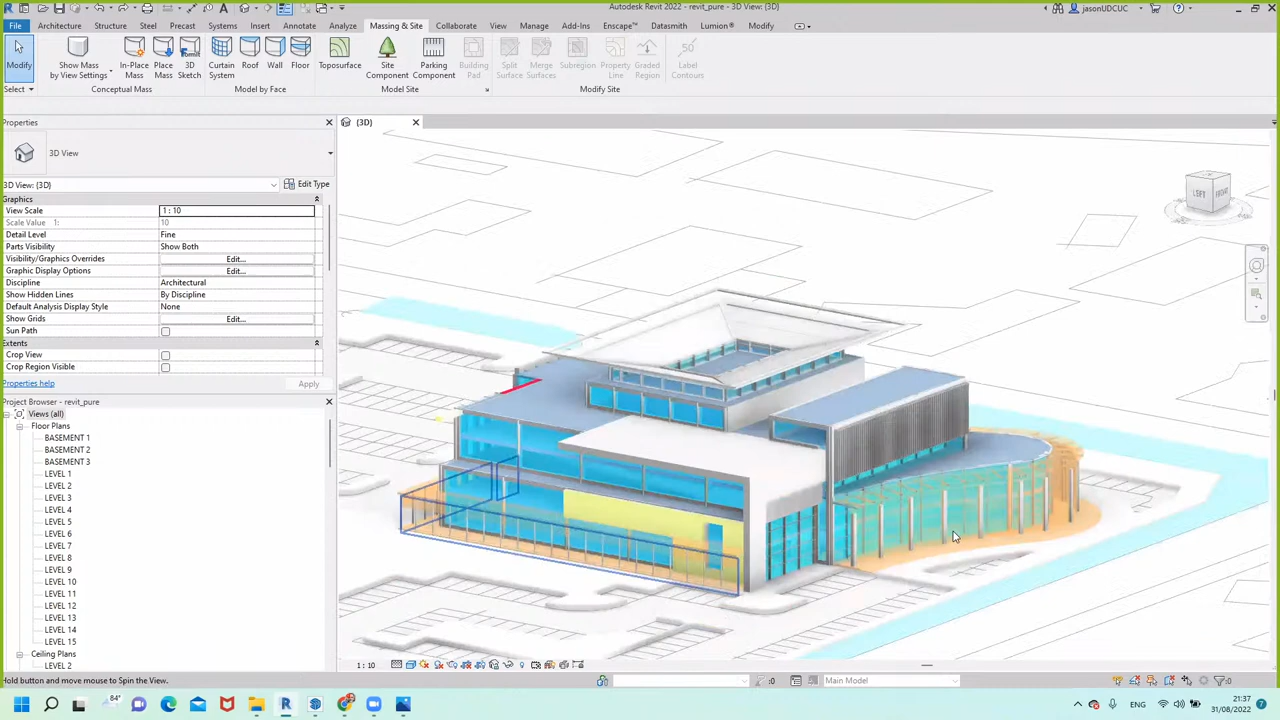 Autodesk Revit 2022 - revit_pure - 3D View: {3D}
jasonUDCUC
File Architecture Structure Steel Precast Systems Insert Annotate Analyze Massing & Site Collaborate View Manage Add-Ins Enscape™ Datasmith Lumion® Modify
Modify
Show Mass by View Settings
In-Place Mass
Place Mass
3D Sketch
Curtain System
Roof
Wall
Floor
Toposurface
Site Component
Parking Component
Building Pad
Split Surface
Merge Surfaces
Subregion
Property Line
Graded Region
50
Label Contours
Select
Conceptual Mass
Model by Face
Model Site
Modify Site
Properties
{3D}
3D View
3D View: {3D} Edit Type
Graphics
View Scale 1 : 10
Scale Value 1: 10
Detail Level Fine
Parts Visibility Show Both
Visibility/Graphics Overrides Edit...
Graphic Display Options Edit...
Discipline Architectural
Show Hidden Lines By Discipline
Default Analysis Display Style None
Show Grids Edit...
Sun Path
Extents
Crop View
Crop Region Visible
Properties help Apply
Project Browser - revit_pure
Views (all)
Floor Plans
BASEMENT 1
BASEMENT 2
BASEMENT 3
LEVEL 1
LEVEL 2
LEVEL 3
LEVEL 4
LEVEL 5
LEVEL 6
LEVEL 7
LEVEL 8
LEVEL 9
LEVEL 10
LEVEL 11
LEVEL 12
LEVEL 13
LEVEL 14
LEVEL 15
Ceiling Plans
LEVEL 2
LEFT
1 : 10
Hold button and move mouse to Spin the View.
:0
Main Model
:0
84°
ENG
21:37
31/08/2022